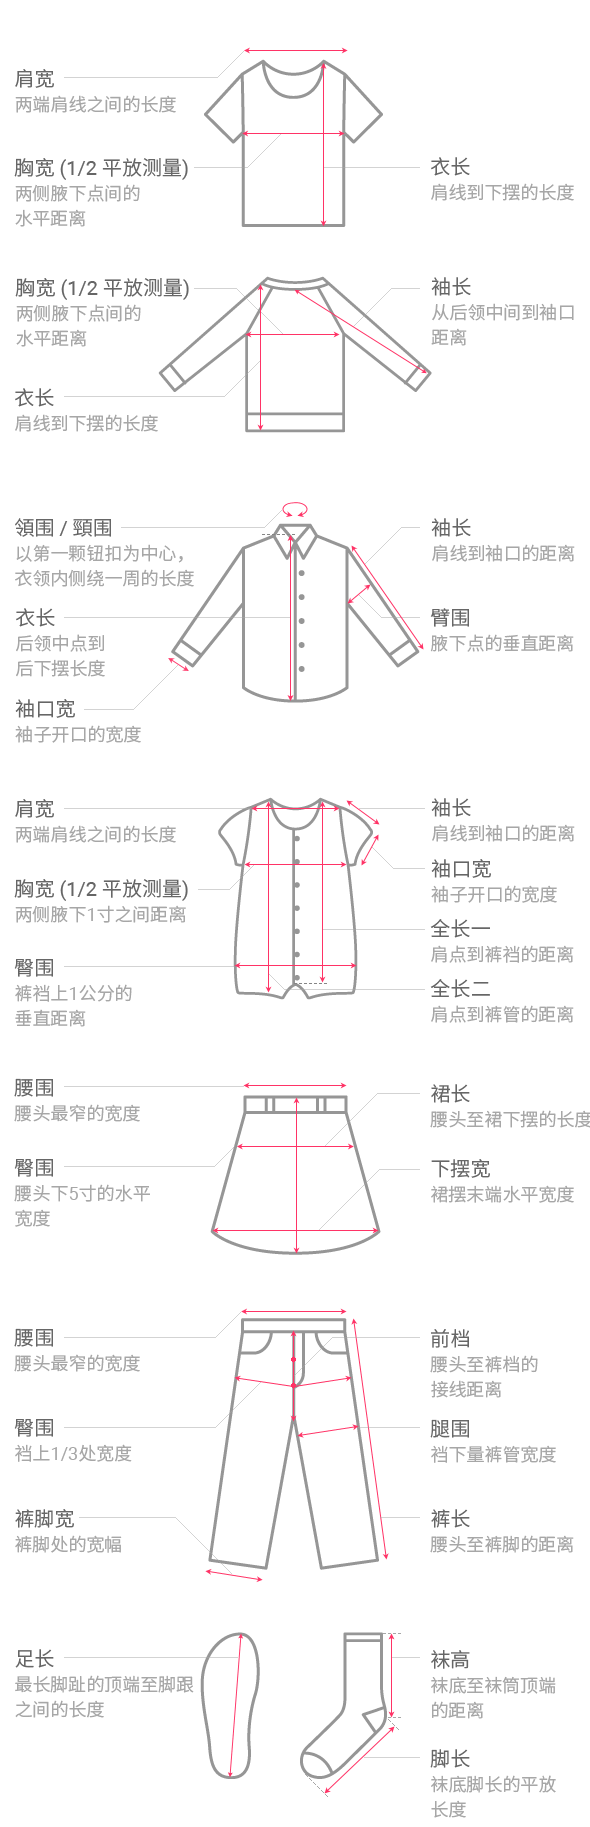 肩宽
两端肩线之间的长度
胸宽 (1/2 平放测量)
两侧腋下点间的
水平距离
衣长
肩线到下摆的长度
胸宽 (1/2 平放测量)
两侧腋下点间的
水平距离
袖长
从后领中间到袖口
距离
衣长
肩线到下摆的长度
領围 / 頸围
以第一颗钮扣为中心，
衣领内侧绕一周的长度
袖长
肩线到袖口的距离
衣长
后领中点到
后下摆长度
臂围
腋下点的垂直距离
袖口宽
袖子开口的宽度
肩宽
两端肩线之间的长度
袖长
肩线到袖口的距离
胸宽 (1/2 平放测量)
两侧腋下1寸之间距离
袖口宽
袖子开口的宽度
全长一
肩点到裤裆的距离
臀围
裤裆上1公分的
垂直距离
全长二
肩点到裤管的距离
腰围
腰头最窄的宽度
裙长
腰头至裙下摆的长度
臀围
腰头下5寸的水平
宽度
下摆宽
裙摆末端水平宽度
腰围
腰头最窄的宽度
前档
腰头至裤档的
接线距离
臀围
裆上1/3处宽度
腿围
裆下量裤管宽度
裤脚宽
裤脚处的宽幅
裤长
腰头至裤脚的距离
足长
最长脚趾的顶端至脚跟
之间的长度
袜高
袜底至袜筒顶端
的距离
脚长
袜底脚长的平放
长度